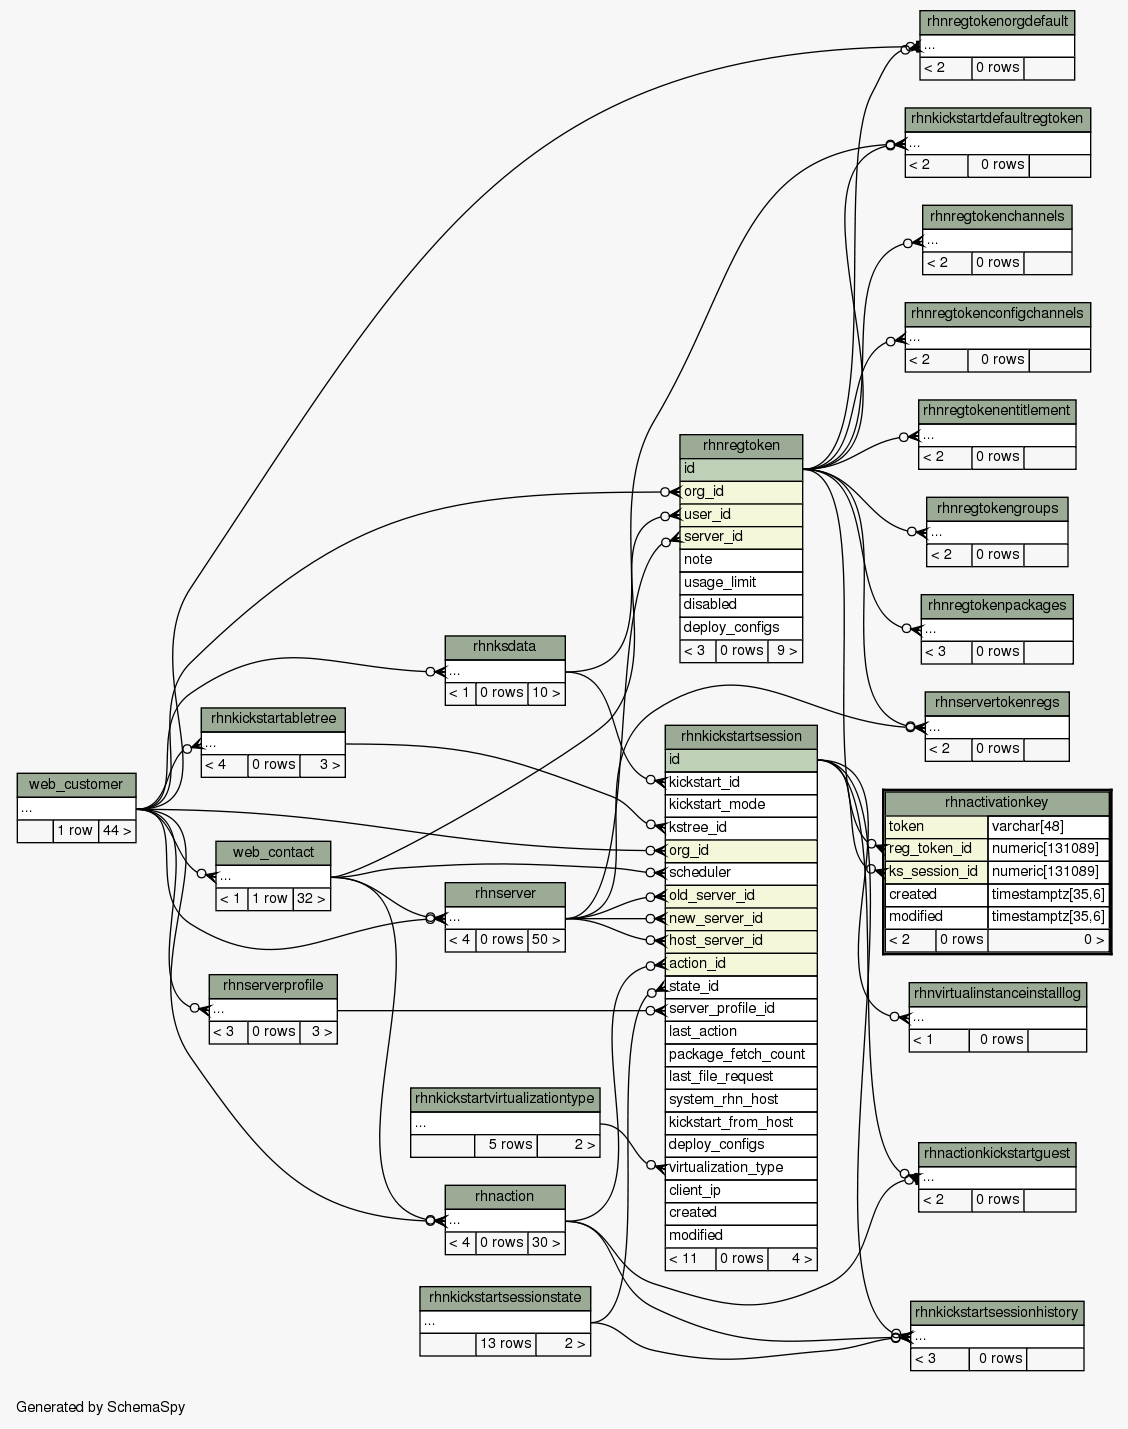 rhnregtokenorgdefault
...
< 2 0 rows
rhnkickstartdefaultregtoken
...
< 2 0 rows
rhnregtokenchannels
...
< 2 0 rows
rhnregtokenconfigchannels
...
< 2 0 rows
rhnregtokenentitlement
...
< 2 0 rows
rhnregtoken
id
org_id
user_id
server_id
note
usage_limit
disabled
deploy_configs
< 3 0 rows 9 >
rhnregtokengroups
...
< 2 0 rows
rhnregtokenpackages
...
< 3 0 rows
rhnksdata
...
< 1 0 rows 10 >
rhnservertokenregs
...
< 2 0 rows
rhnkickstartabletree
...
< 4 0 rows 3 >
web_customer
...
1 row 44 >
rhnkickstartsession
id
kickstart_id
kickstart_mode
kstree_id
org_id
scheduler
old_server_id
new_server_id
host_server_id
action_id
state_id
server_profile_id
last_action
package_fetch_count
last_file_request
system_rhn_host
kickstart_from_host
deploy_configs
virtualization_type
client_ip
created
modified
< 11 0 rows 4 >
rhnactivationkey
token varchar[48]
reg_token_id numeric[131089]
ks_session_id numeric[131089]
created timestamptz[35,6]
modified timestamptz[35,6]
< 2 0 rows 0 >
web_contact
...
< 1 1 row 32 >
rhnserver
...
< 4 0 rows 50 >
rhnserverprofile
...
< 3 0 rows 3 >
rhnvirtualinstanceinstalllog
...
< 1 0 rows
rhnkickstartvirtualizationtype
...
5 rows 2 >
rhnactionkickstartguest
...
< 2 0 rows
rhnaction
...
< 4 0 rows 30 >
rhnkickstartsessionstate
...
13 rows 2 >
rhnkickstartsessionhistory
...
< 3 0 rows
Generated by SchemaSpy